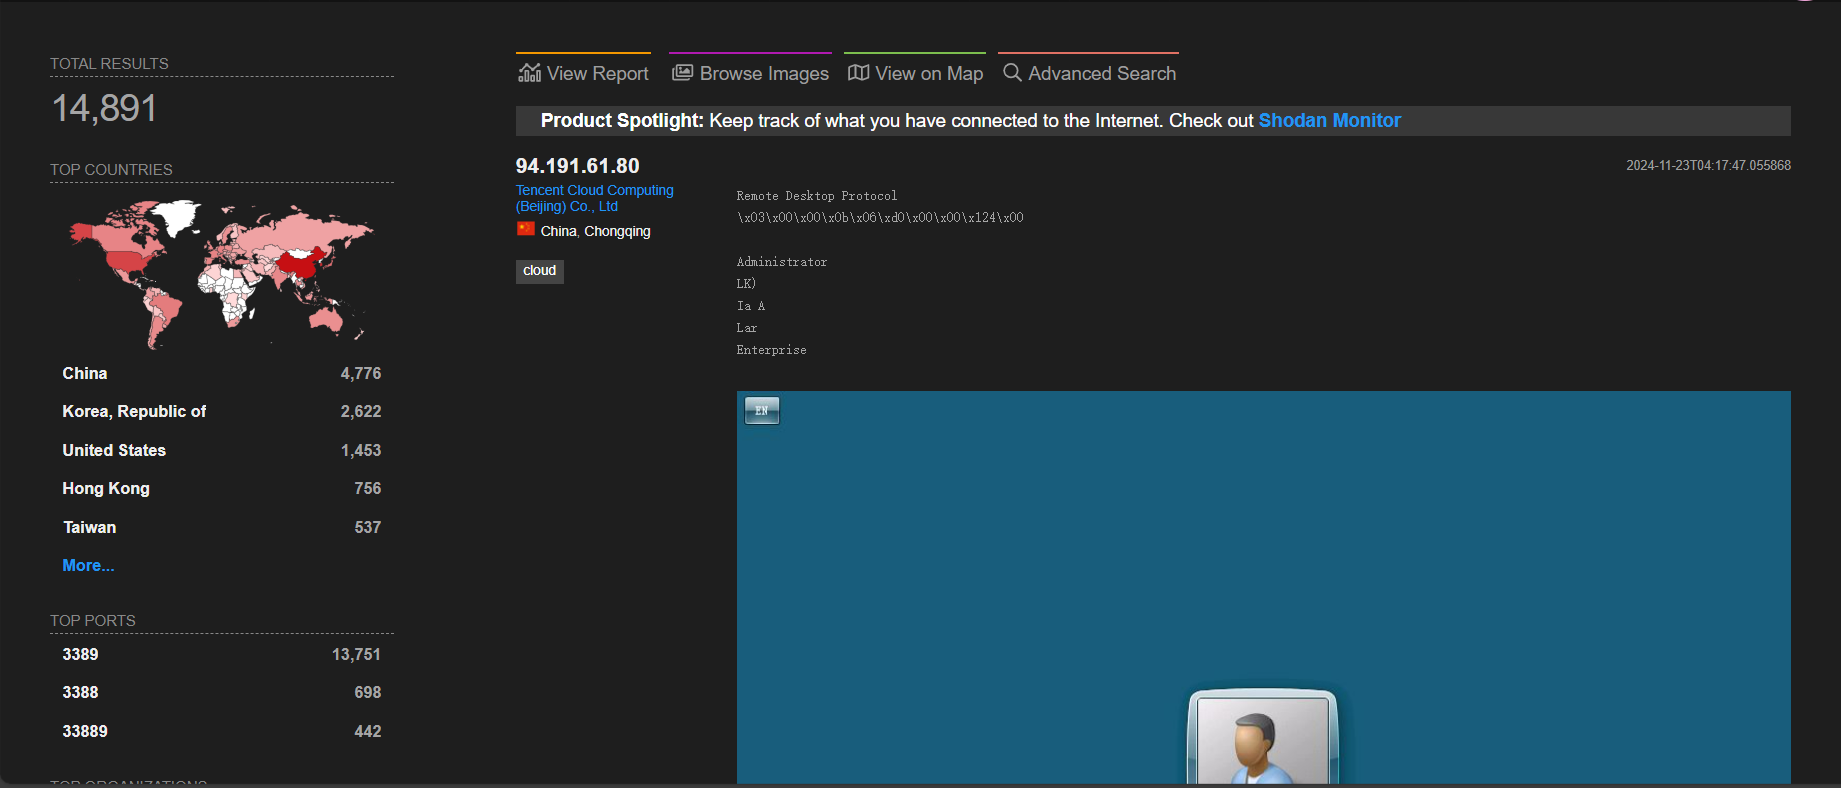 TOTAL RESULTS
14,891
TOP COUNTRIES
China 4,776
Korea, Republic of 2,622
United States 1,453
Hong Kong 756
Taiwan 537
More...
TOP PORTS
3389 13,751
3388 698
33889 442
TOP ORGANIZATIONS
View Report Browse Images View on Map Advanced Search
Product Spotlight: Keep track of what you have connected to the Internet. Check out Shodan Monitor
94.191.61.80
Tencent Cloud Computing
(Beijing) Co., Ltd
China, Chongqing
cloud
2024-11-23T04:17:47.055868
Remote Desktop Protocol
\x03\x00\x00\x0b\x06\xd0\x00\x00\x124\x00
Administrator
LK)
Ia A
Lar
Enterprise
EN